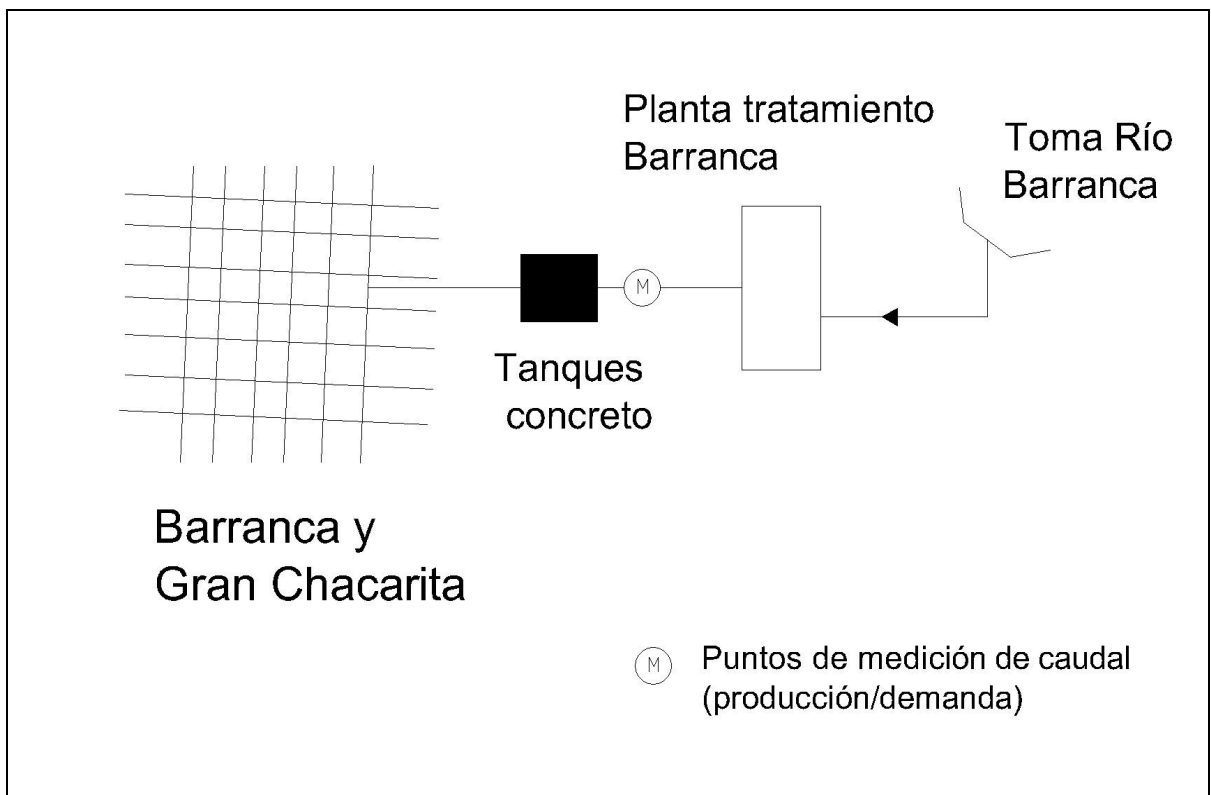 Planta tratamiento
Barranca
Toma Río
Barranca
M
Tanques
concreto
Barranca y
Gran Chacarita
M
Puntos de medición de caudal
(producción/demanda)